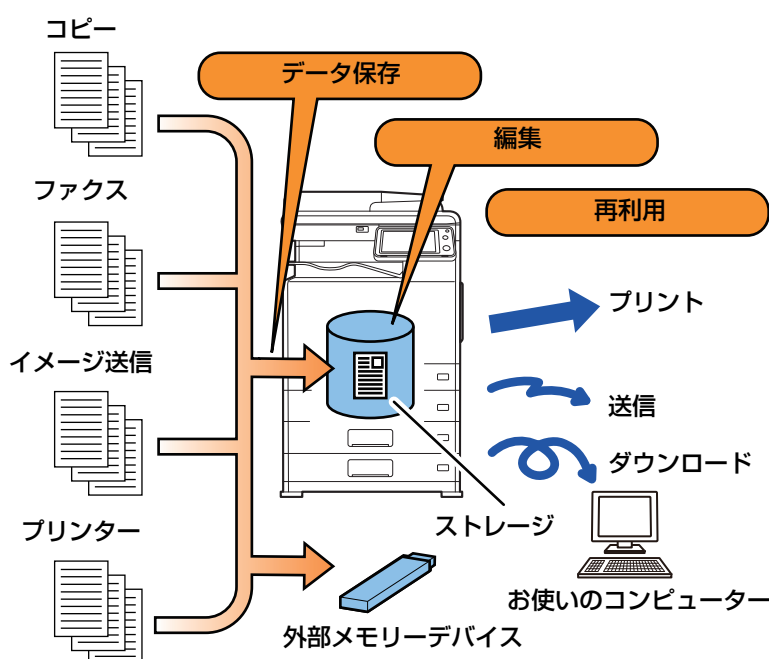 コピー
データ保存
編集
ファクス
再利用
プリント
イメージ送信
送信
ダウンロード
プリンター
ストレージ
お使いのコンピューター
外部メモリーデバイス